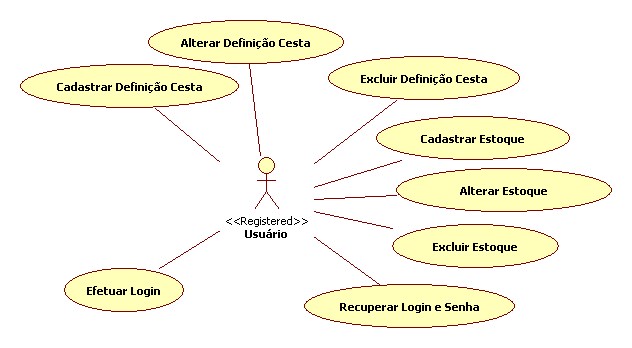 Alterar Definição Cesta
Cadastrar Definição Cesta
Excluir Definição Cesta
Cadastrar Estoque
Alterar Estoque
<<Registered>>
Usuário
Excluir Estoque
Efetuar Login
Recuperar Login e Senha